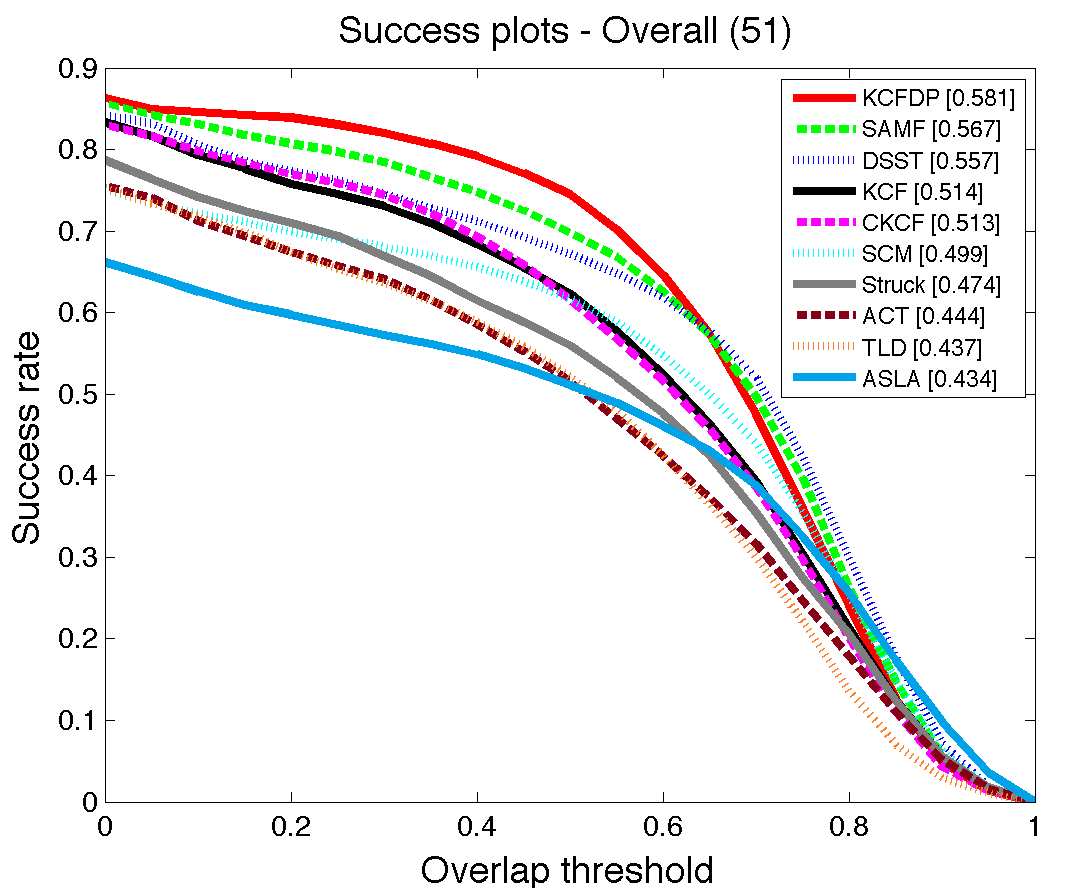 Success plots - Overall (51)
0.9
0.8
0.7
0.6
0.5
0.4
0.3
0.2
0.1
0
Success rate
KCFDP [0.581]
SAMF [0.567]
DSST [0.557]
KCF [0.514]
CKCF [0.513]
SCM [0.499]
Struck [0.474]
ACT [0.444]
TLD [0.437]
ASLA [0.434]
0 0.2 0.4 0.6 0.8 1
Overlap threshold